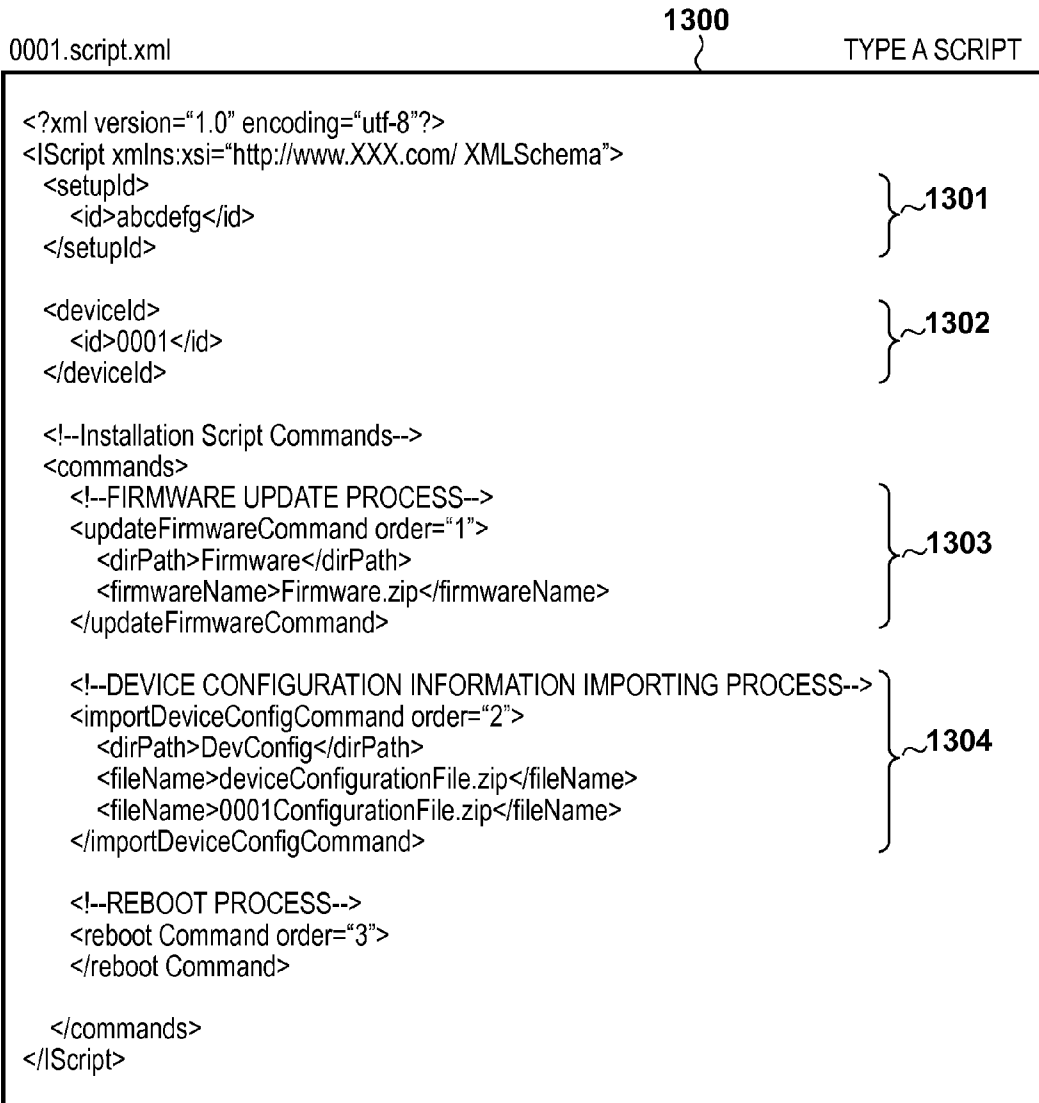 1300
0001.script.xml TYPE A SCRIPT
<?xml version=“1.0” encoding=“utf-8”?>
<IScript xmlns:xsi=“http://www.XXX.com/ XMLSchema”>
<setupId>
<id>abcdefg</id>
</setupId>
1301
<deviceId>
<id>0001</id>
</deviceId>
1302
<!--Installation Script Commands-->
<commands>
<!--FIRMWARE UPDATE PROCESS-->
<updateFirmwareCommand order=“1”>
<dirPath>Firmware</dirPath>
<firmwareName>Firmware.zip</firmwareName>
</updateFirmwareCommand>
1303
<!--DEVICE CONFIGURATION INFORMATION IMPORTING PROCESS-->
<importDeviceConfigCommand order=“2”>
<dirPath>DevConfig</dirPath>
<fileName>deviceConfigurationFile.zip</fileName>
<fileName>0001ConfigurationFile.zip</fileName>
</importDeviceConfigCommand>
1304
<!--REBOOT PROCESS-->
<reboot Command order=“3”>
</reboot Command>
</commands>
</IScript>